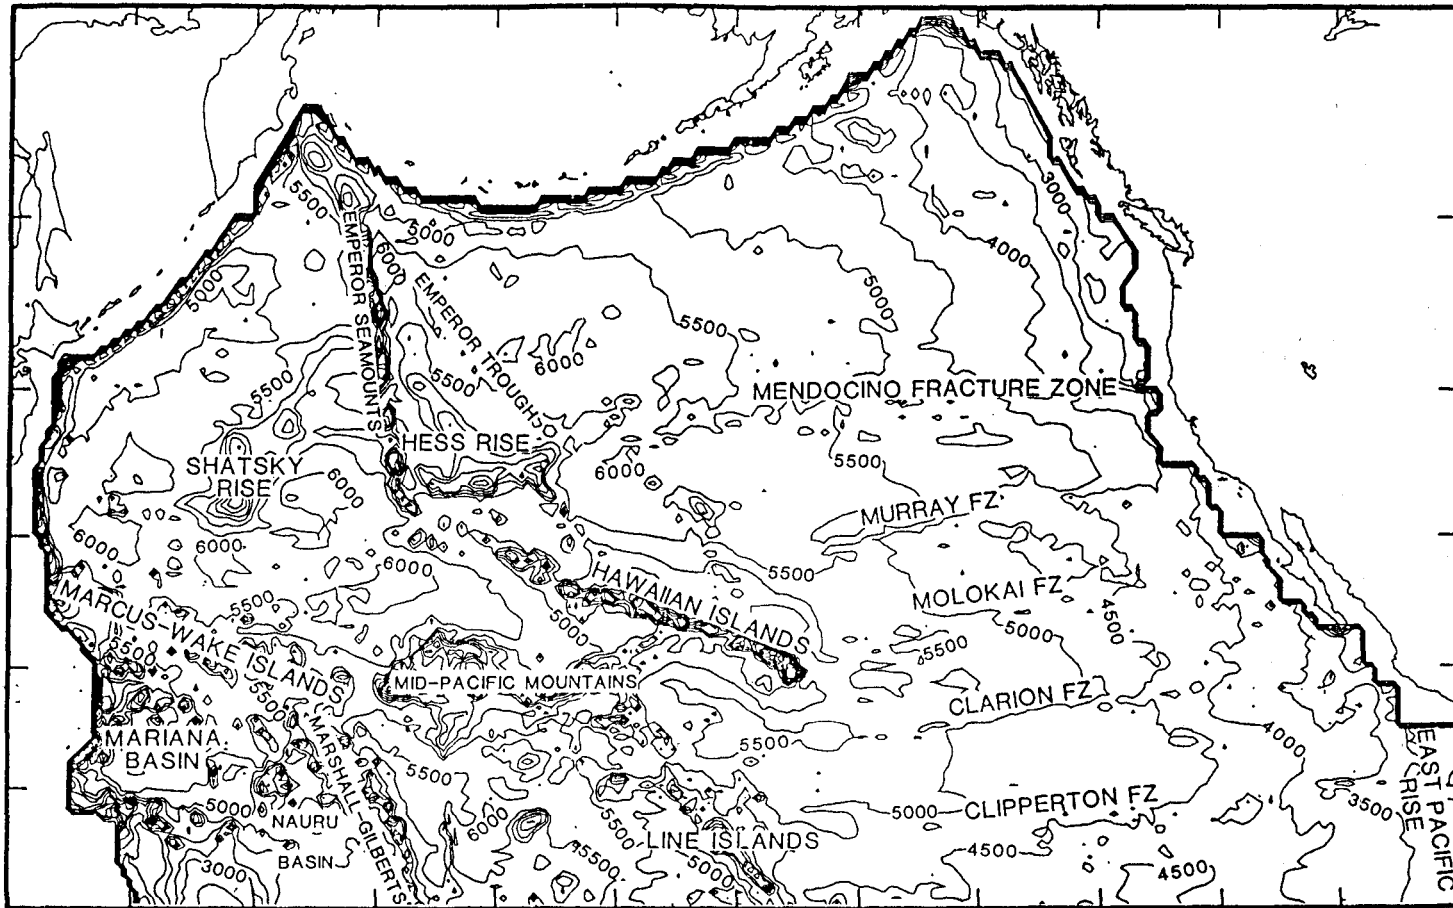 3000
5500
5000
4000
EMPEROR SEAMOUNTS
6000
EMPEROR TROUGH
5000
5000
5500
6000
5500
5500
MENDOCINO FRACTURE ZONE
HESS RISE
SHATSKY
RISE
6000
6000
5500
MURRAY FZ
6000
6000
6000
5500
HAWAIIAN ISLANDS
MOLOKAI FZ
MARCUS-WAKE ISLANDS
5500
5000
5000
4500
5500
5500
MID-PACIFIC MOUNTAINS
CLARION FZ
5500
MARIANA
BASIN
MARSHALL-GILBERTS
5500
5500
4000
EAST PACIFIC
RISE
5000
NAURU
BASIN
6000
5000
CLIPPERTON FZ
3500
5500
LINE ISLANDS
4500
3000
5500
5000
4500